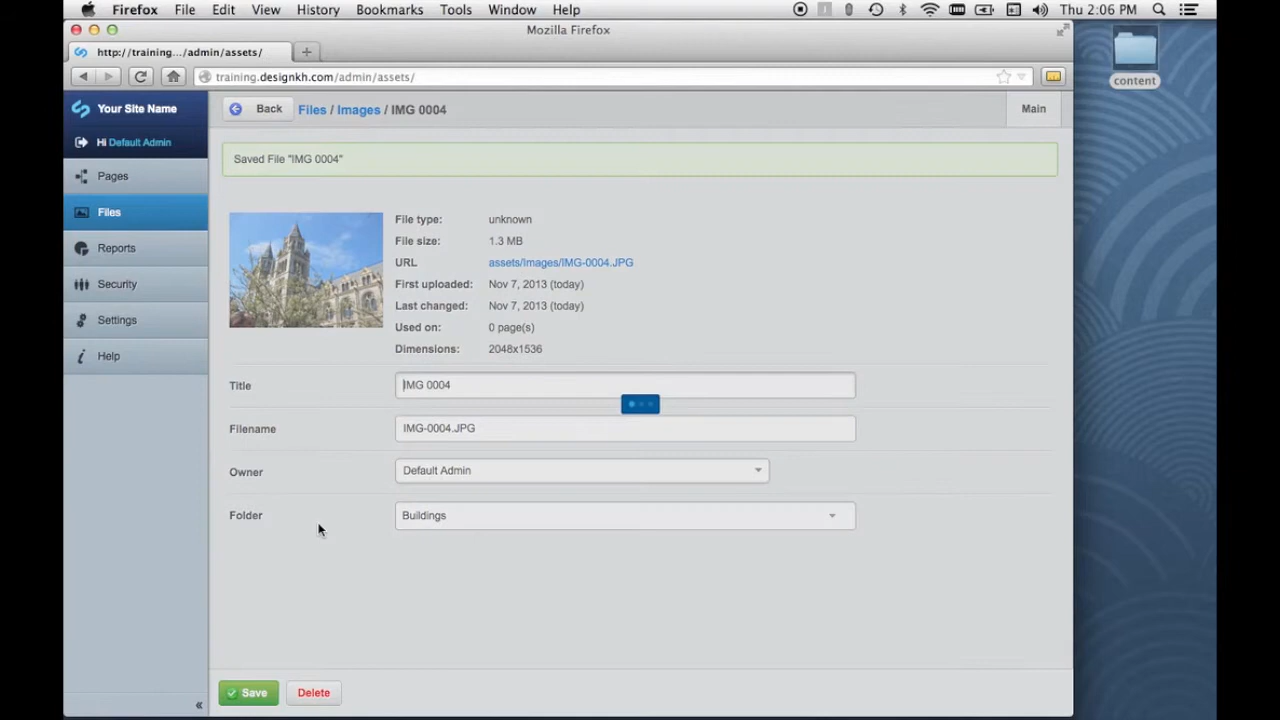 Firefox File Edit View History Bookmarks Tools Window Help Thu 2:06 PM
Mozilla Firefox
http://training.../admin/assets/
training.designkh.com/admin/assets/
content
Your Site Name
Hi Default Admin
Pages
Files
Reports
Security
Settings
Help
Back Files / Images / IMG 0004 Main
Saved File "IMG 0004"
File type: unknown
File size: 1.3 MB
URL assets/Images/IMG-0004.JPG
First uploaded: Nov 7, 2013 (today)
Last changed: Nov 7, 2013 (today)
Used on: 0 page(s)
Dimensions: 2048x1536
Title IMG 0004
Filename IMG-0004.JPG
Owner Default Admin
Folder Buildings
Save Delete